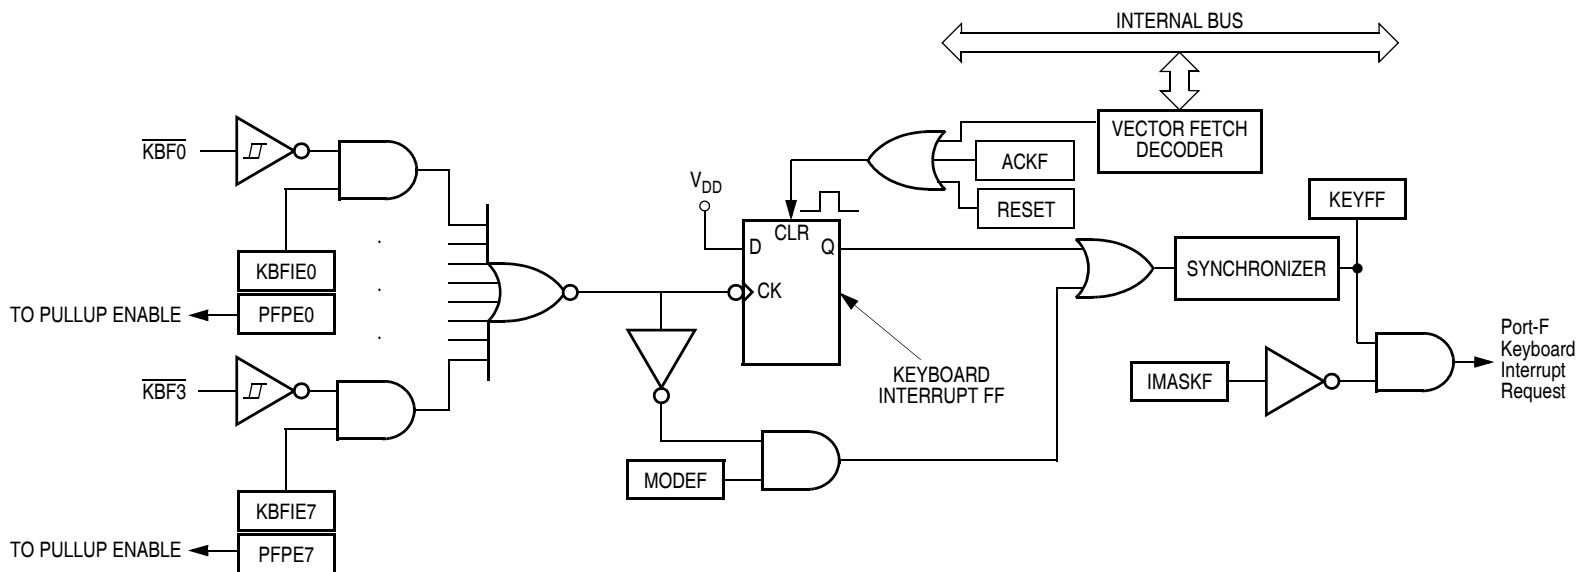 INTERNAL BUS
VECTOR FETCH
DECODER
ACKF
RESET
KBF0
KBFIE0
TO PULLUP ENABLE
PFPE0
KBF3
KBFIE7
TO PULLUP ENABLE
PFPE7
VDD
D
CLR
Q
CK
KEYBOARD
INTERRUPT FF
MODEF
SYNCHRONIZER
KEYFF
IMASKF
Port-F
Keyboard
Interrupt
Request